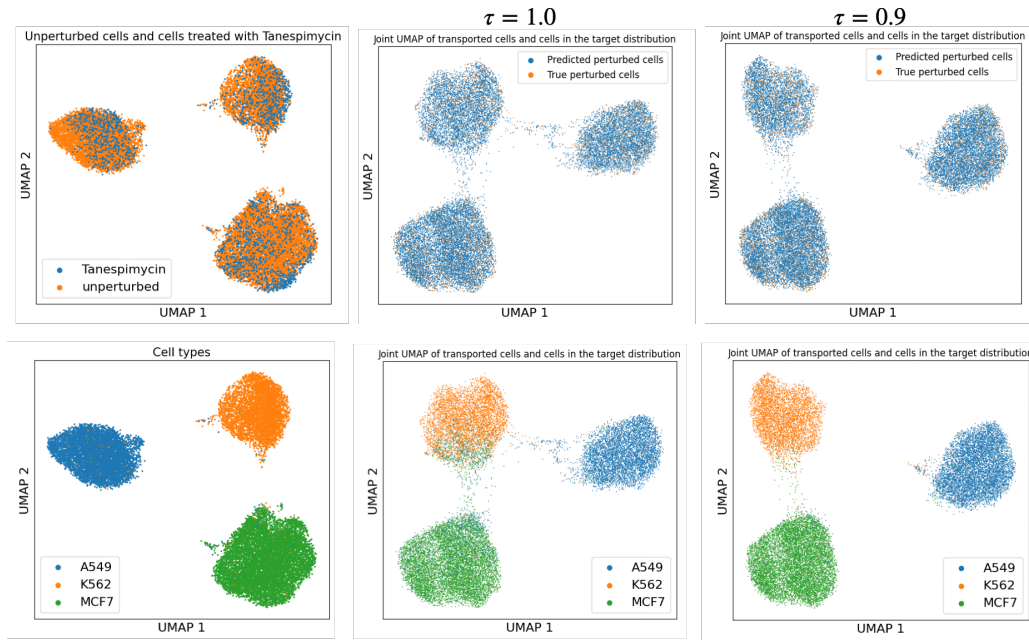 τ = 1.0
τ = 0.9
Unperturbed cells and cells treated with Tanespimycin
Joint UMAP of transported cells and cells in the target distribution
Joint UMAP of transported cells and cells in the target distribution
UMAP 2
Tanespimycin
unperturbed
UMAP 1
UMAP 2
Predicted perturbed cells
True perturbed cells
UMAP 1
UMAP 2
Predicted perturbed cells
True perturbed cells
UMAP 1
Cell types
Joint UMAP of transported cells and cells in the target distribution
Joint UMAP of transported cells and cells in the target distribution
UMAP 2
A549
K562
MCF7
UMAP 1
UMAP 2
A549
K562
MCF7
UMAP 1
UMAP 2
A549
K562
MCF7
UMAP 1